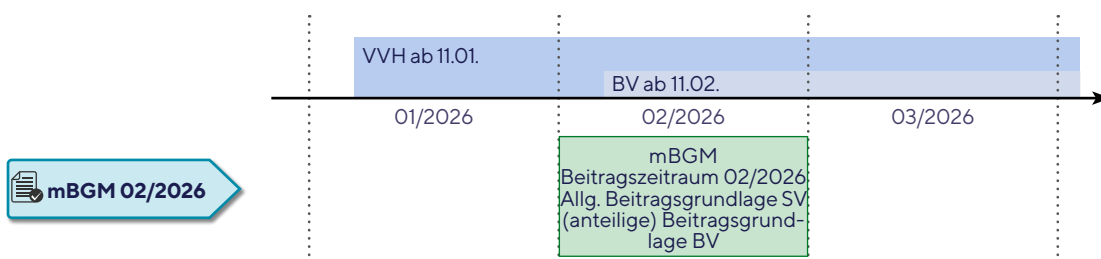 VVH ab 11.01.
BV ab 11.02.
01/2026
02/2026
03/2026
mBGM 02/2026
mBGM
Beitragszeitraum 02/2026
Allg. Beitragsgrundlage SV
(anteilige) Beitragsgrund-
lage BV